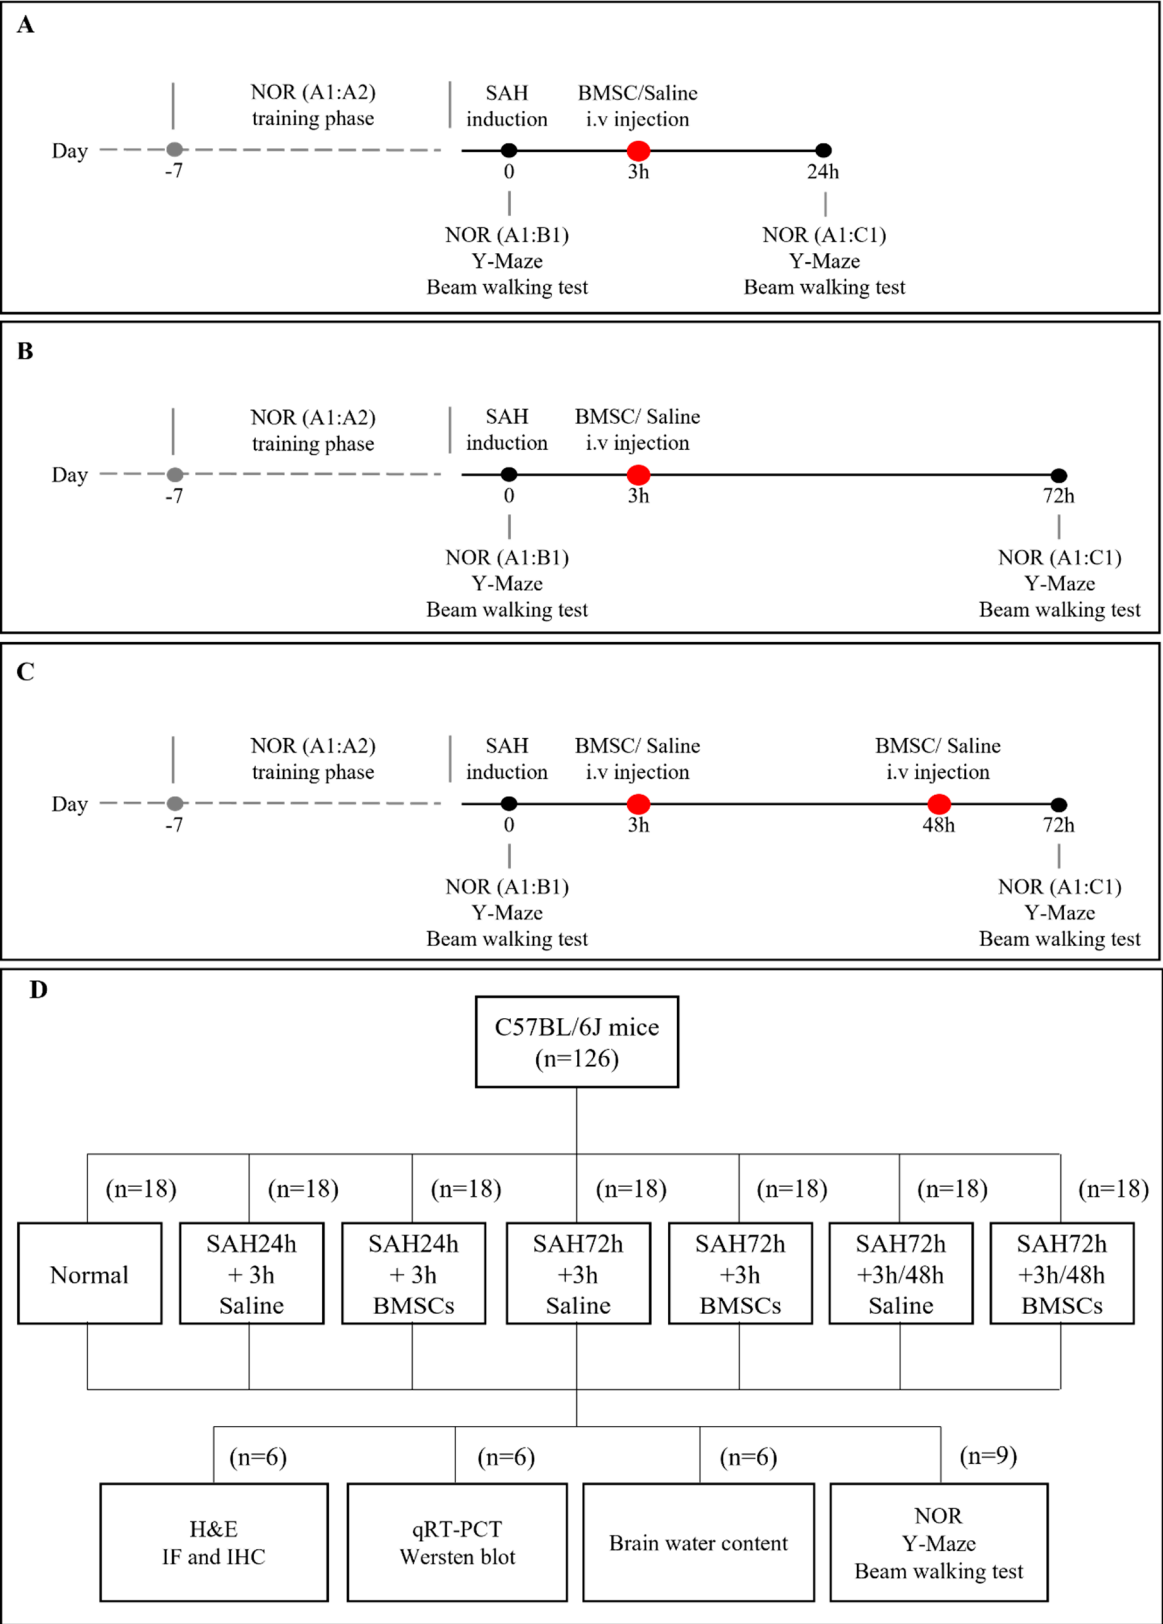 A
NOR (A1:A2)
training phase
SAH
induction
BMSC/Saline
i.v injection
Day
-7
0
3h
24h
NOR (A1:B1)
Y-Maze
Beam walking test
NOR (A1:C1)
Y-Maze
Beam walking test
B
NOR (A1:A2)
training phase
SAH
induction
BMSC/ Saline
i.v injection
Day
-7
0
3h
72h
NOR (A1:B1)
Y-Maze
Beam walking test
NOR (A1:C1)
Y-Maze
Beam walking test
C
NOR (A1:A2)
training phase
SAH
induction
BMSC/ Saline
i.v injection
BMSC/ Saline
i.v injection
Day
-7
0
3h
48h
72h
NOR (A1:B1)
Y-Maze
Beam walking test
NOR (A1:C1)
Y-Maze
Beam walking test
D
C57BL/6J mice
(n=126)
(n=18)
(n=18)
(n=18)
(n=18)
(n=18)
(n=18)
(n=18)
Normal
SAH24h
+ 3h
Saline
SAH24h
+ 3h
BMSCs
SAH72h
+3h
Saline
SAH72h
+3h
BMSCs
SAH72h
+3h/48h
Saline
SAH72h
+3h/48h
BMSCs
(n=6)
(n=6)
(n=6)
(n=9)
H&E
IF and IHC
qRT-PCT
Wersten blot
Brain water content
NOR
Y-Maze
Beam walking test